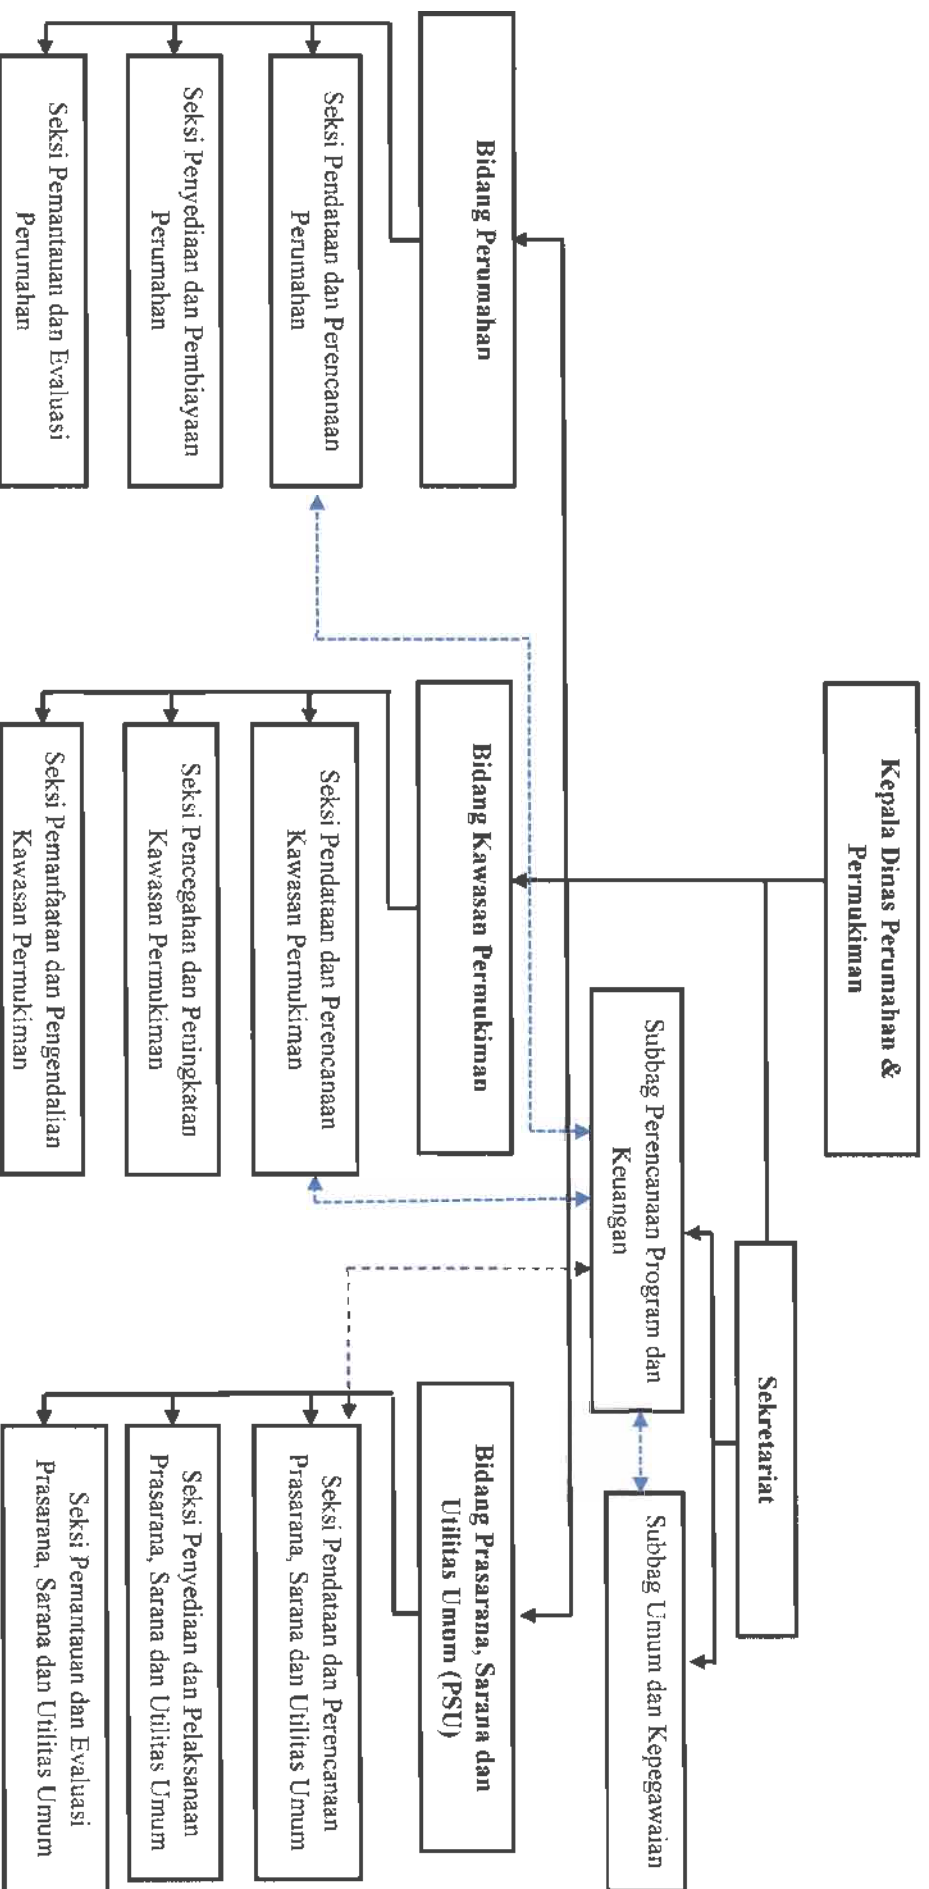 Kepala Dinas Perumahan &
Permukiman
Sekretariat
Subbag Perencanaan Program dan
Keuangan
Subbag Umum dan Kepegawaian
Bidang Perumahan
Seksi Pendataan dan Perencanaan
Perumahan
Seksi Penyediaan dan Pembiayaan
Perumahan
Seksi Pemantauan dan Evaluasi
Perumahan
Bidang Kawasan Permukiman
Seksi Pendataan dan Perencanaan
Kawasan Permukiman
Seksi Pencegahan dan Peningkatan
Kawasan Permukiman
Seksi Pemanfaatan dan Pengendalian
Kawasan Permukiman
Bidang Prasarana, Sarana dan
Utilitas Umum (PSU)
Seksi Pendataan dan Perencanaan
Prasarana, Sarana dan Utilitas Umum
Seksi Penyediaan dan Pelaksanaan
Prasarana, Sarana dan Utilitas Umum
Seksi Pemantauan dan Evaluasi
Prasarana, Sarana dan Utilitas Umum